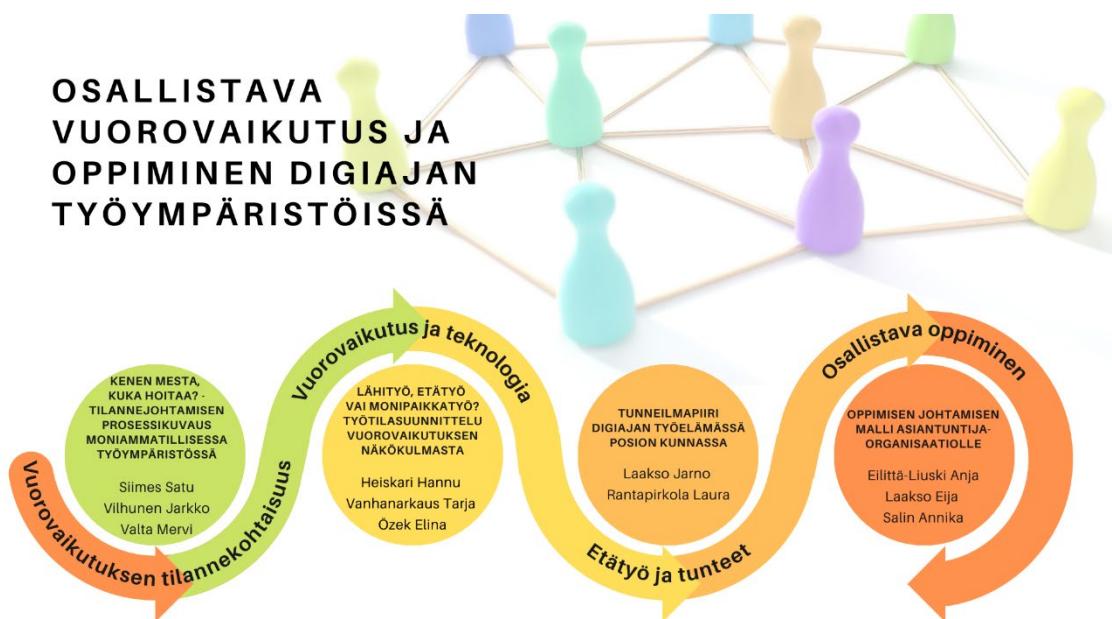 OSALLISTAVA
VUOROVAIKUTUS JA
OPPIMINEN DIGIAJAN
TYÖYMPÄRISTÖISSÄ
Vuorovaikutuksen tilannekohtaisuus
KENEN MESTA,
KUKA HOITAA? -
TILANNEJOHTAMISEN
PROSESSIKUVAUS
MONIAMMATILLISESSA
TYÖYMPÄRISTÖSSÄ
Siimes Satu
Vilhunen Jarkko
Valta Mervi
Vuorovaikutus ja teknologia
LÄHITYÖ, ETÄTYÖ
VAI MONIPAIKKATYÖ?
TYÖTILASUUNNITTELU
VUOROVAIKUTUKSEN
NÄKÖKULMASTA
Heiskari Hannu
Vanhanarkaus Tarja
Özek Elina
Etätyö ja tunteet
TUNNEILMAPIIRI
DIGIAJAN TYÖELÄMÄSSÄ
POSION KUNNASSA
Laakso Jarno
Rantapirkola Laura
Osallistava oppiminen
OPPIMISEN JOHTAMISEN
MALLI ASIANTUNTIJA-
ORGANISAATIOLLE
Eilittä-Liuski Anja
Laakso Eija
Salin Annika